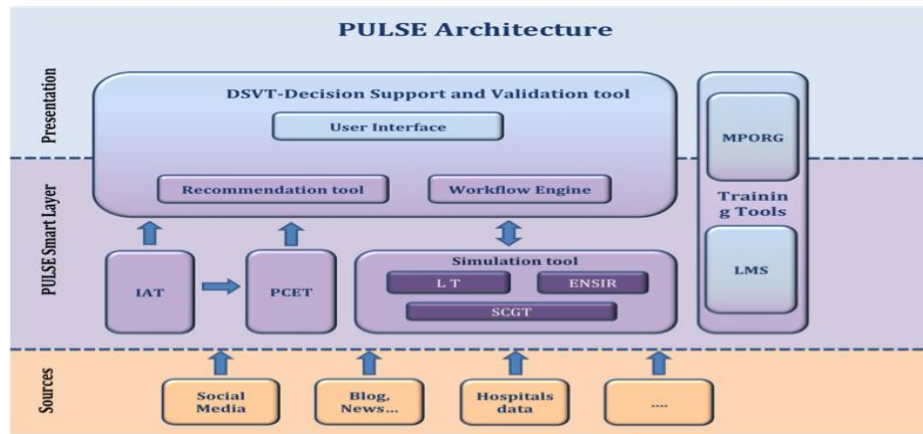 PULSE Architecture
Presentation
DSVT-Decision Support and Validation tool
User Interface
MPORG
PULSE Smart Layer
Recommendation tool
Workflow Engine
Trainin
g Tools
IAT
PCET
Simulation tool
L T
ENSIR
SCGT
LMS
Sources
Social
Media
Blog,
News...
Hospitals
data
....